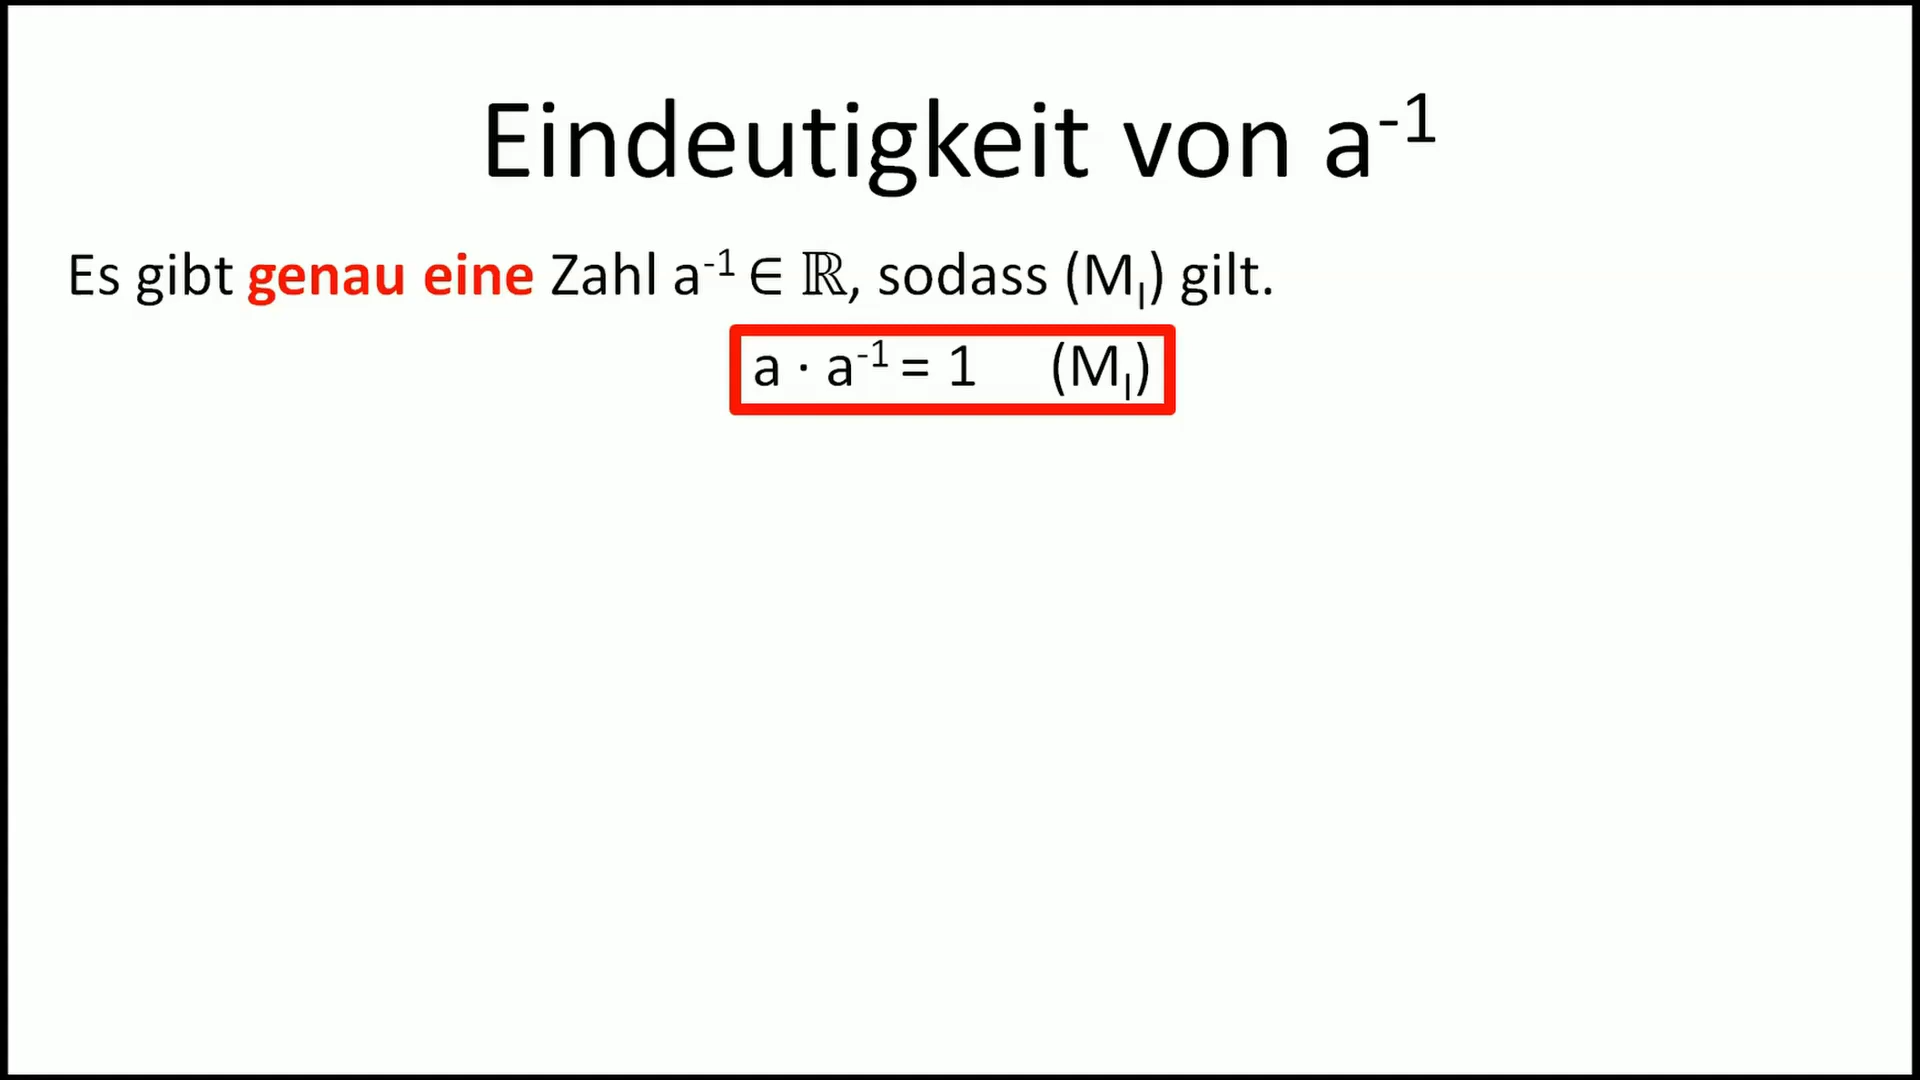 Eindeutigkeit von a⁻¹
Es gibt genau eine Zahl a⁻¹ ∈ ℝ, sodass (M_I) gilt.
a · a⁻¹ = 1 (M_I)